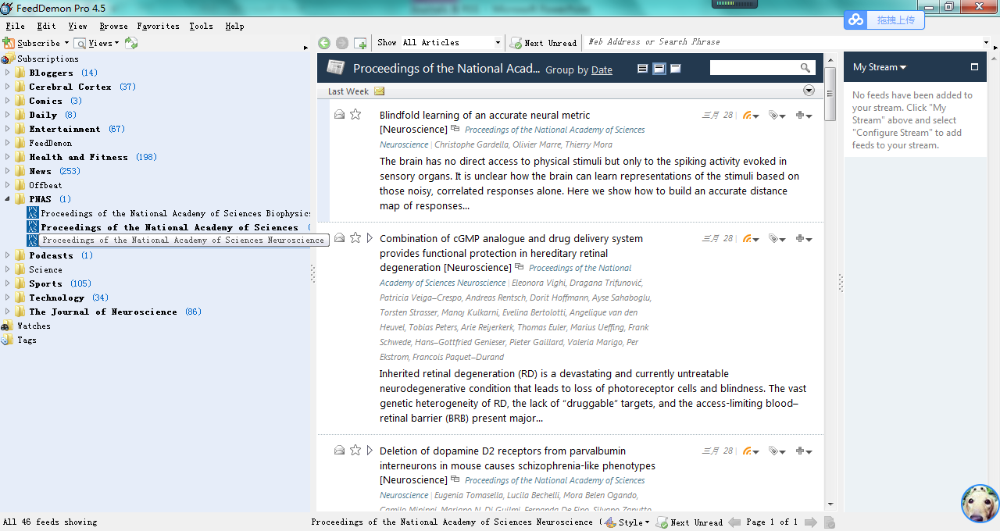 FeedDemon Pro 4.5
File Edit View Browse Favorites Tools Help
拖拽上传
Subscribe Views
Show All Articles Next Unread Web Address or Search Phrase
Subscriptions
Bloggers (14)
Cerebral Cortex (37)
Comics (3)
Daily (8)
Entertainment (67)
FeedDemon
Health and Fitness (198)
News (253)
Offbeat
PNAS (1)
Proceedings of the National Academy of Sciences Biophysics
Proceedings of the National Academy of Sciences (
Proceedings of the National Academy of Sciences Neuroscience
Podcasts (1)
Science
Sports (105)
Technology (34)
The Journal of Neuroscience (86)
Watches
Tags
Proceedings of the National Acad... Group by Date
Last Week
Blindfold learning of an accurate neural metric 三月 28
[Neuroscience] Proceedings of the National Academy of Sciences
Neuroscience | Christophe Gardella, Olivier Marre, Thierry Mora
The brain has no direct access to physical stimuli but only to the spiking activity evoked in
sensory organs. It is unclear how the brain can learn representations of the stimuli based on
those noisy, correlated responses alone. Here we show how to build an accurate distance
map of responses...
Combination of cGMP analogue and drug delivery system 三月 28
provides functional protection in hereditary retinal
degeneration [Neuroscience] Proceedings of the National
Academy of Sciences Neuroscience | Eleonora Vighi, Dragana Trifunović,
Patricia Veiga–Crespo, Andreas Rentsch, Dorit Hoffmann, Ayse Sahaboglu,
Torsten Strasser, Manoj Kulkarni, Evelina Bertolotti, Angelique van den
Heuvel, Tobias Peters, Arie Reijerkerk, Thomas Euler, Marius Ueffing, Frank
Schwede, Hans–Gottfried Genieser, Pieter Gaillard, Valeria Marigo, Per
Ekstrom, Francois Paquet–Durand
Inherited retinal degeneration (RD) is a devastating and currently untreatable
neurodegenerative condition that leads to loss of photoreceptor cells and blindness. The vast
genetic heterogeneity of RD, the lack of “druggable” targets, and the access-limiting blood–
retinal barrier (BRB) present major...
Deletion of dopamine D2 receptors from parvalbumin 三月 28
interneurons in mouse causes schizophrenia-like phenotypes
[Neuroscience] Proceedings of the National Academy of Sciences
Neuroscience | Eugenia Tomasella, Lucila Bechelli, Mora Belen Ogando,
Camilo Mininni, Mariano N. Di Guilmi, Fernanda De Fino, Silvano Zanutto,
My Stream
No feeds have been added to
your stream. Click "My
Stream" above and select
"Configure Stream" to add
feeds to your stream.
All 46 feeds showing
Proceedings of the National Academy of Sciences Neuroscience ( Style Next Unread Page 1 of 1